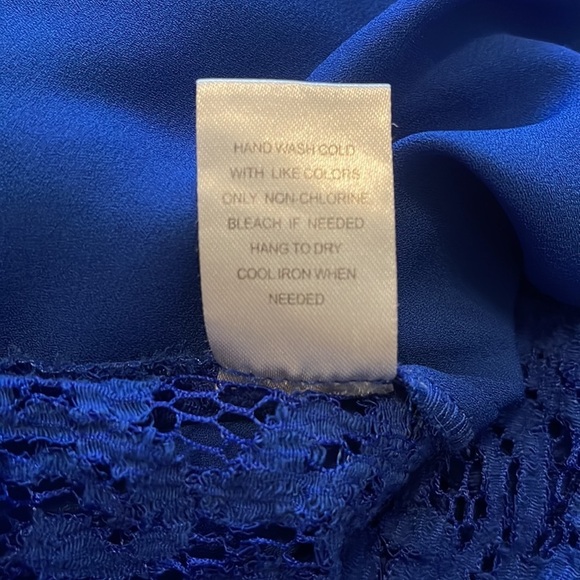 HAND WASH COLD
WITH LIKE COLORS
ONLY NON-CHLORINE
BLEACH IF NEEDED
HANG TO DRY
COOL IRON WHEN
NEEDED